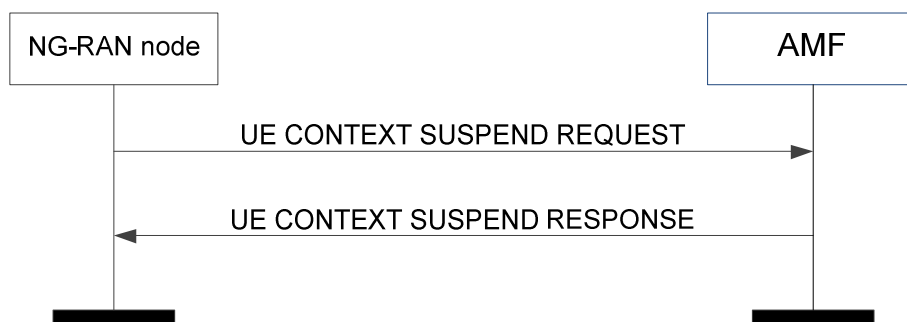 NG-RAN node
AMF
UE CONTEXT SUSPEND REQUEST
UE CONTEXT SUSPEND RESPONSE